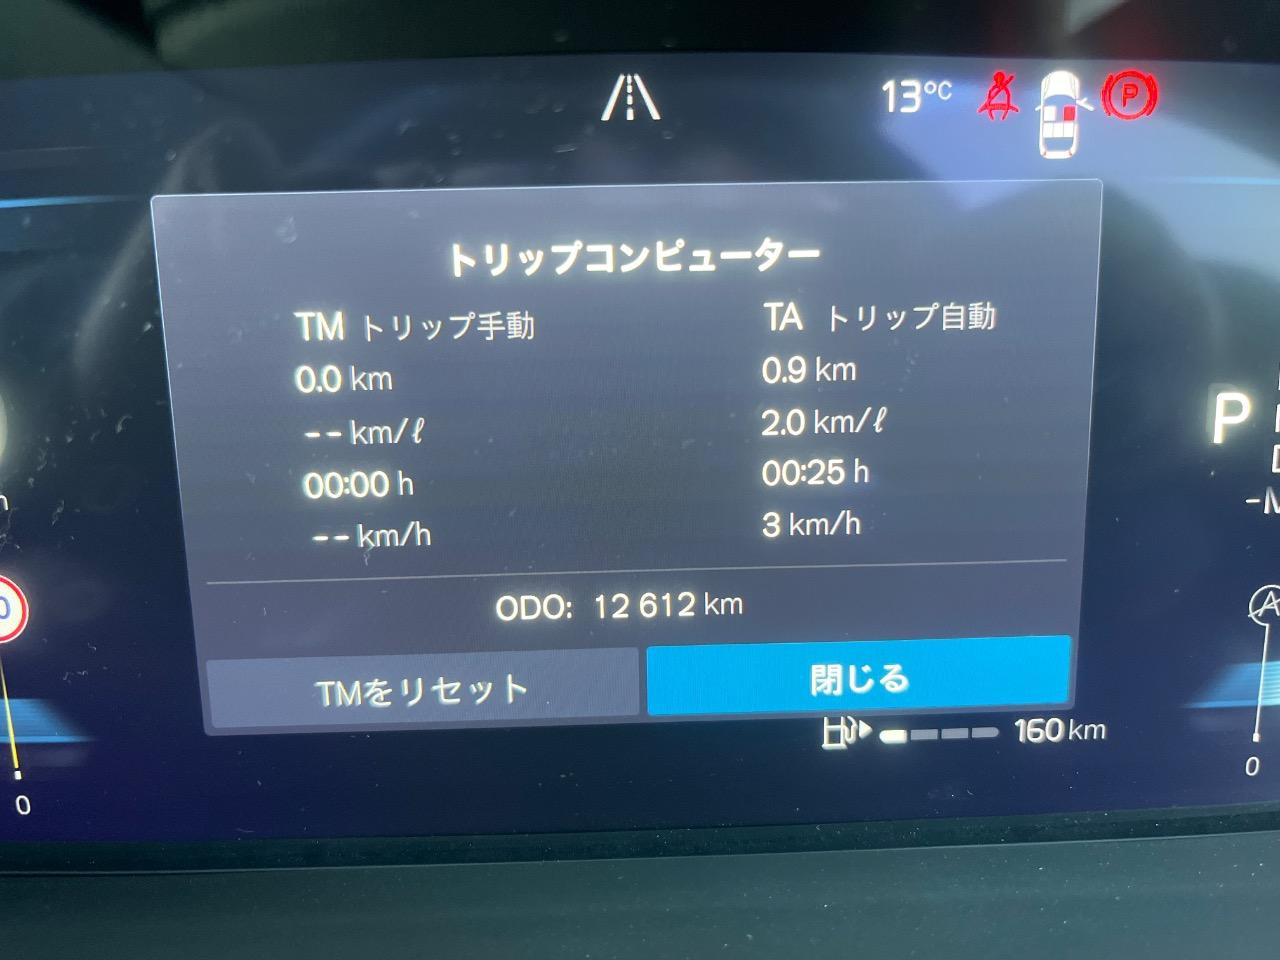 13°C
P
トリップコンピューター
TM トリップ手動
0.0 km
-- km/ℓ
00:00 h
-- km/h
TA トリップ自動
0.9 km
2.0 km/ℓ
00:25 h
3 km/h
P
ODO: 12 612 km
TMをリセット
閉じる
160 km
0
0
A
0